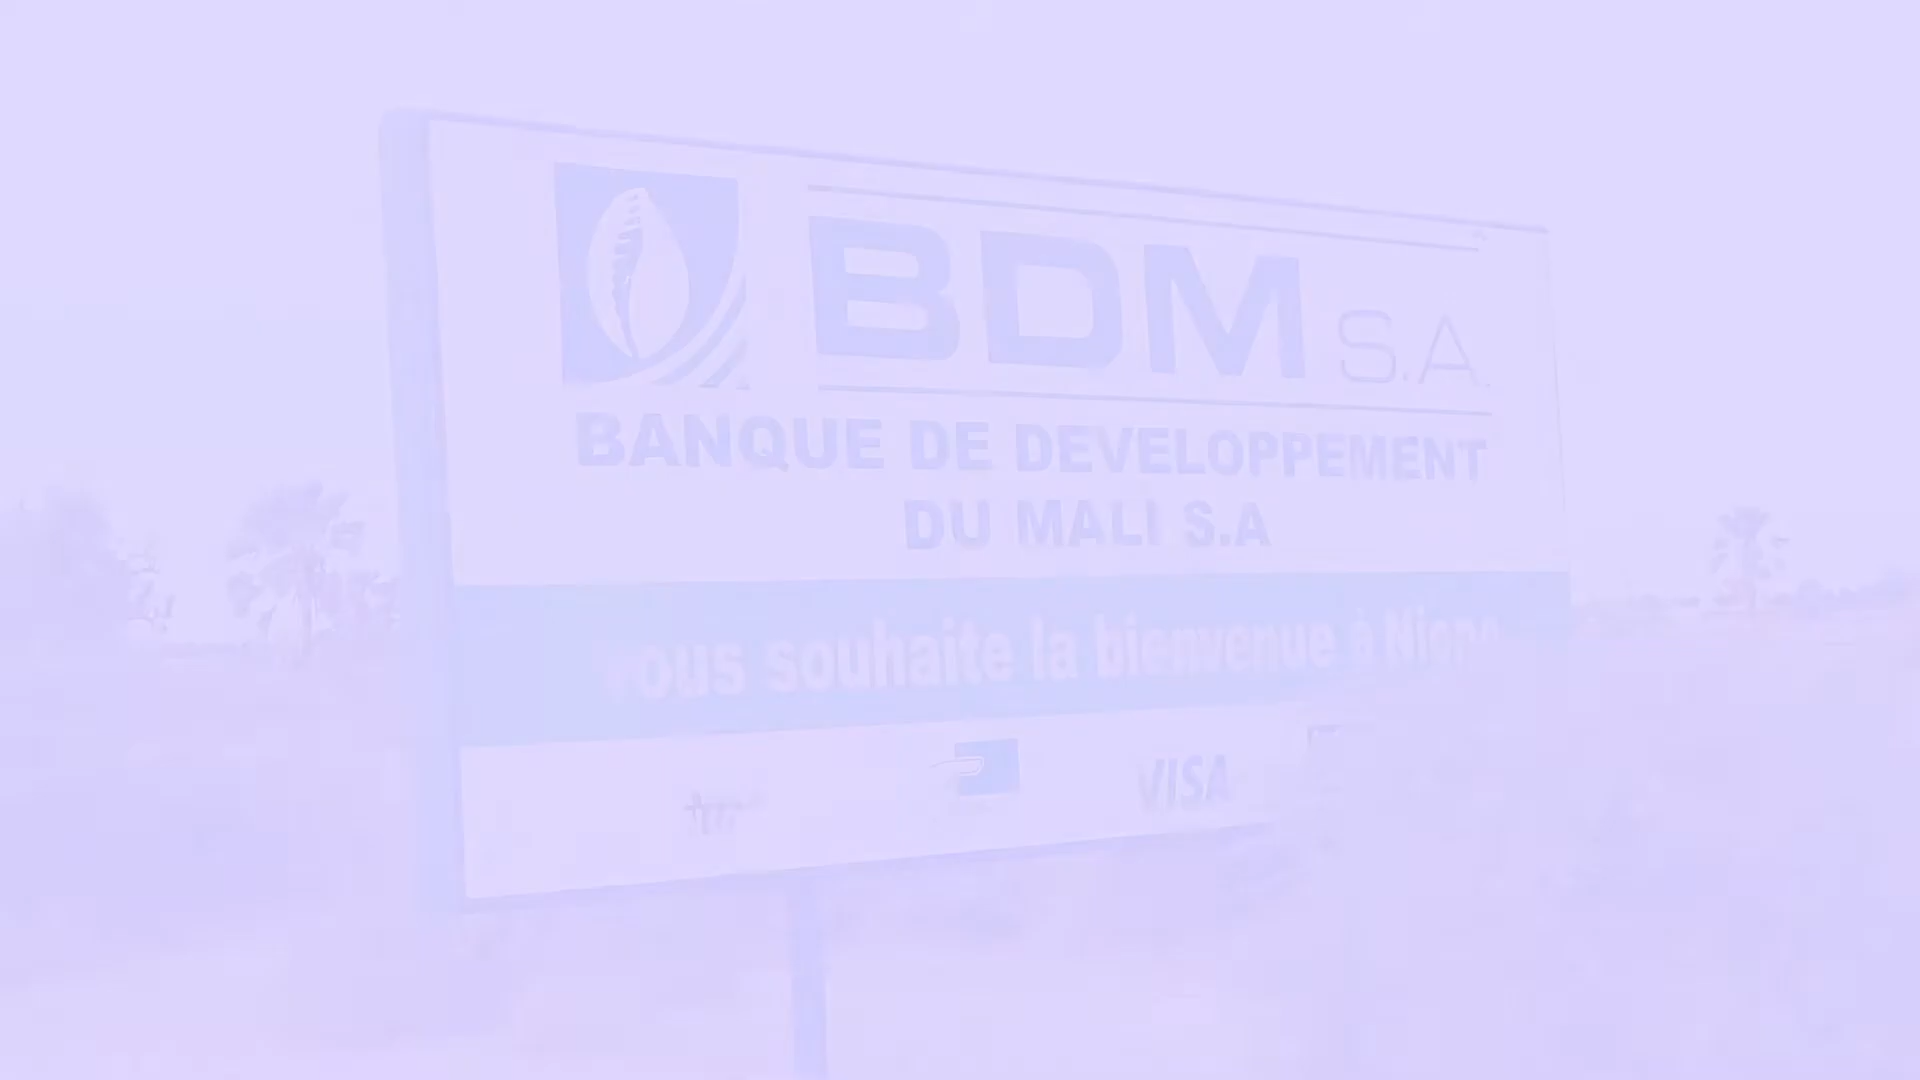 BDM S.A.
BANQUE DE DEVELOPPEMENT
DU MALI S.A
vous souhaite la bienvenue à
VISA